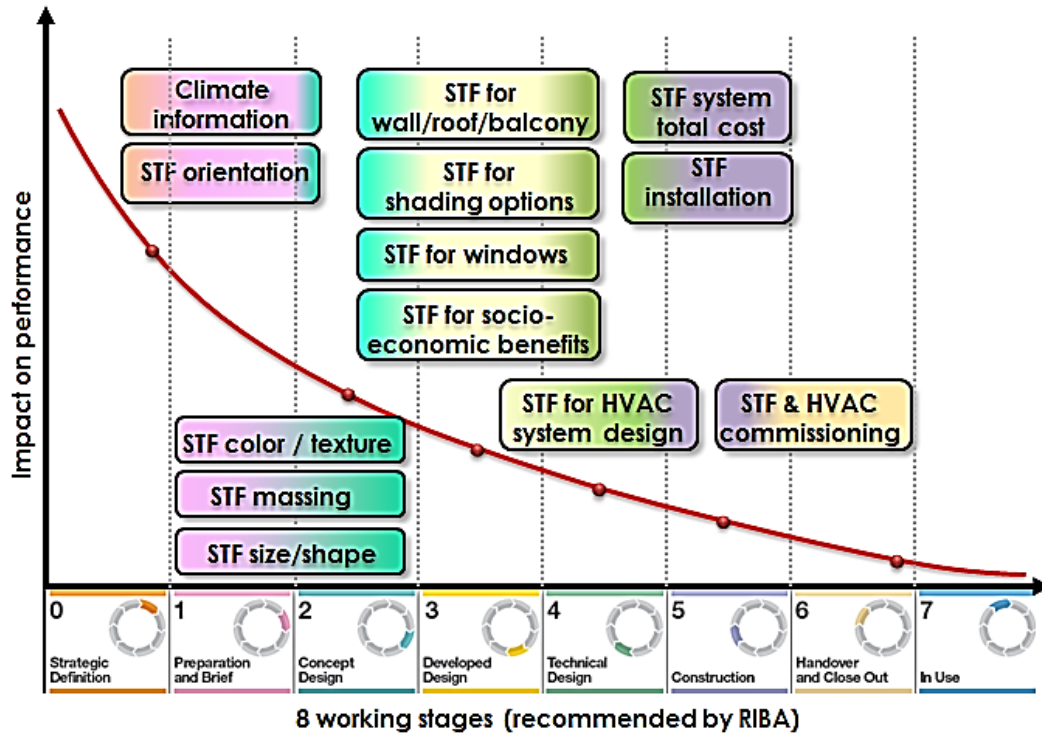 Impact on performance
Climate
information
STF orientation
STF for
wall/roof/balcony
STF for
shading options
STF for windows
STF for socio-
economic benefits
STF system
total cost
STF
installation
STF for HVAC
system design
STF & HVAC
commissioning
STF color / texture
STF massing
STF size/shape
0
Strategic
Definition
1
Preparation
and Brief
2
Concept
Design
3
Developed
Design
4
Technical
Design
5
Construction
6
Handover
and Close Out
7
In Use
8 working stages (recommended by RIBA)